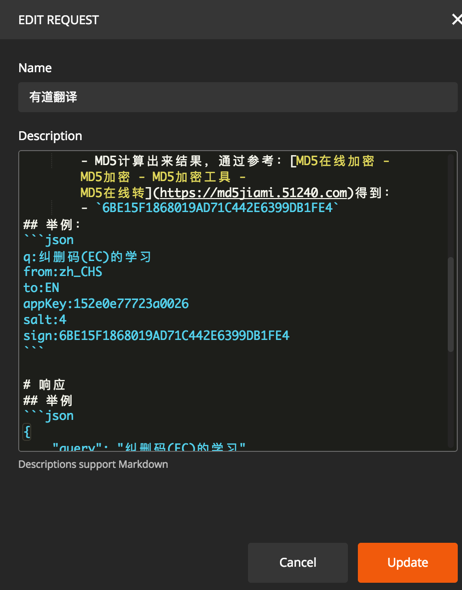 EDIT REQUEST
Name
有道翻译
Description
- MD5计算出来结果，通过参考：[MD5在线加密 -
MD5加密 - MD5加密工具 -
MD5在线转](https://md5jiami.51240.com)得到：
- `6BE15F1868019AD71C442E6399DB1FE4`
## 举例：
```json
q:纠删码(EC)的学习
from:zh_CHS
to:EN
appKey:152e0e77723a0026
salt:4
sign:6BE15F1868019AD71C442E6399DB1FE4
```
# 响应
## 举例
```json
{
"query": "纠删码(EC)的学习"
Descriptions support Markdown
Cancel
Update